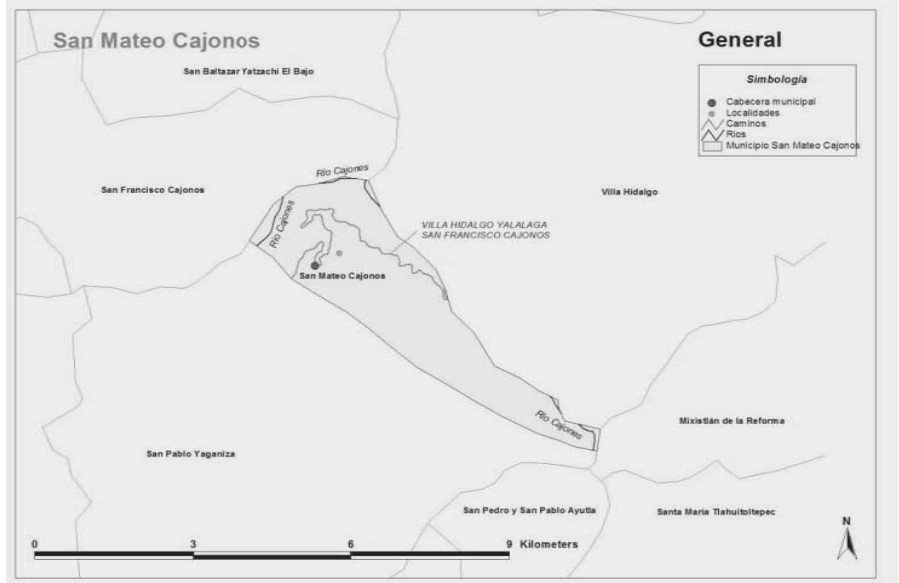 San Mateo Cajonos
General
San Baltazar Yatzachi El Bajo
Simbología
Cabecera municipal
Localidades
Caminos
Rios
Municipio San Mateo Cajonos
Río Cajones
San Francisco Cajonos
Villa Hidalgo
Río Cajones
VILLA HIDALGO YALALAGA
SAN FRANCISCO CAJONOS
San Mateo Cajonos
Río Cajones
Mixistlán de la Reforma
San Pablo Yaganiza
San Pedro y San Pablo Ayutla
Santa María Tlahuitoltepec
N
0 3 6 9 Kilometers